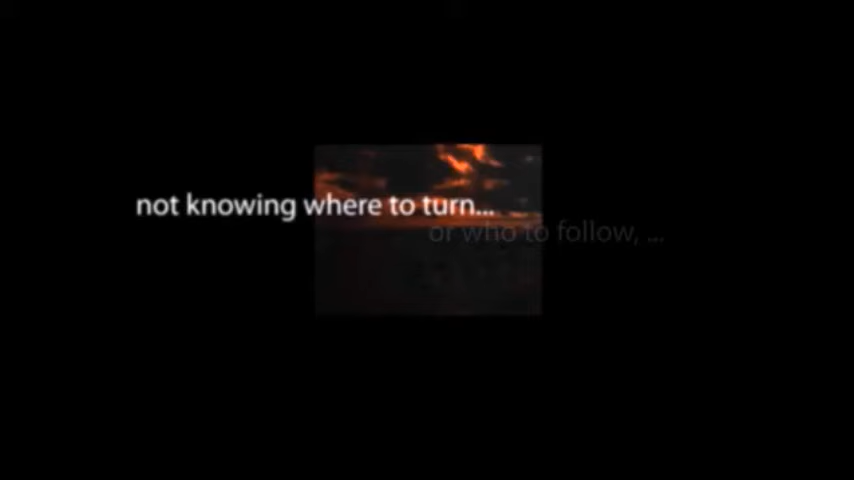 not knowing where to turn...
or who to follow, ...